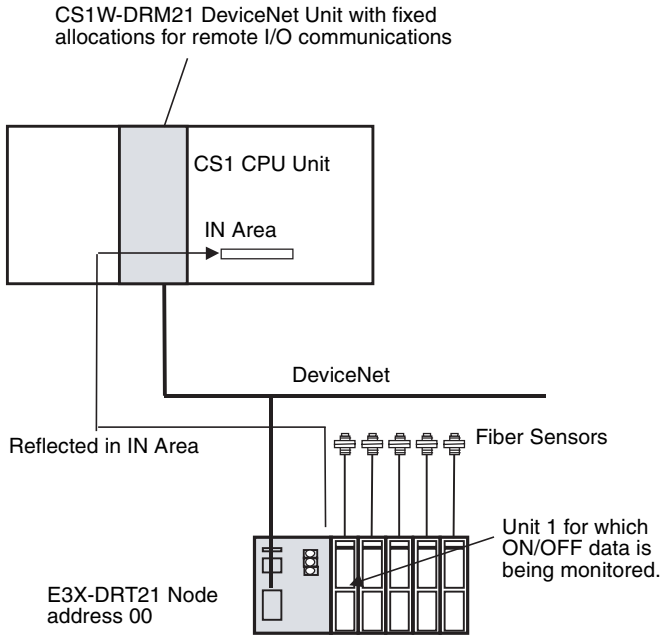 CS1W-DRM21 DeviceNet Unit with fixed
allocations for remote I/O communications
CS1 CPU Unit
IN Area
DeviceNet
Reflected in IN Area
Fiber Sensors
Unit 1 for which
ON/OFF data is
being monitored.
E3X-DRT21 Node
address 00